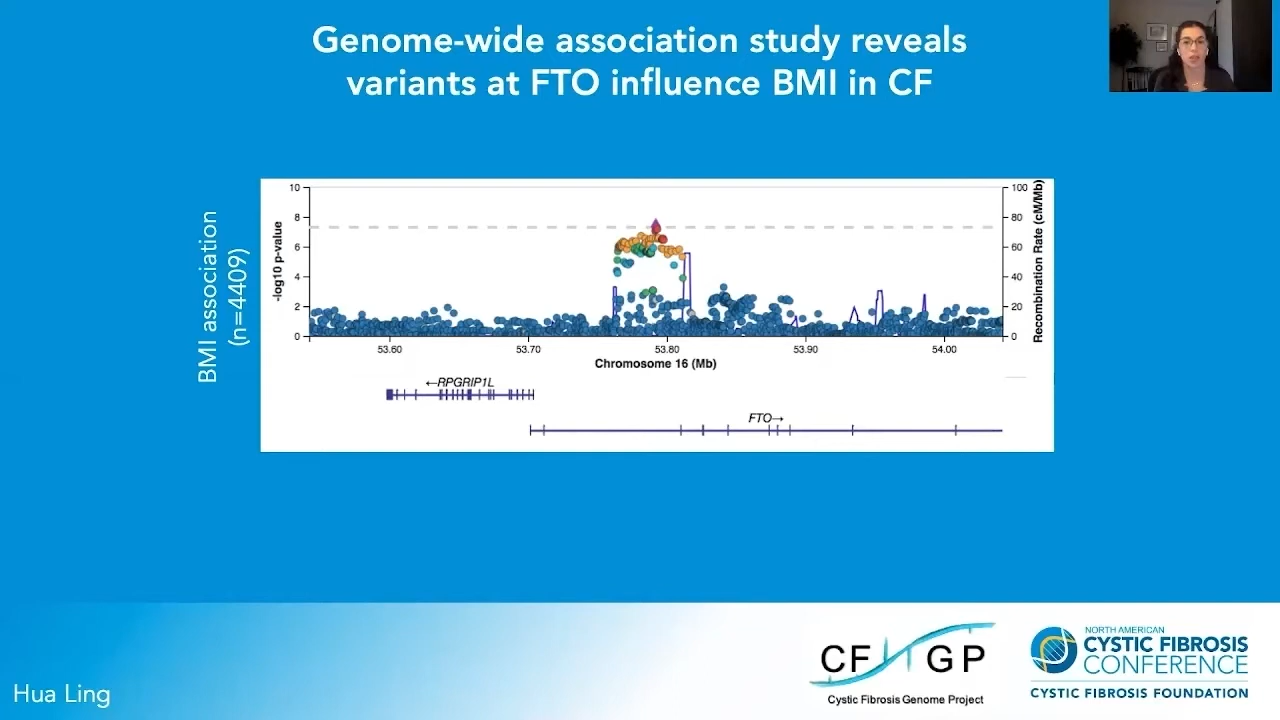 Genome-wide association study reveals
variants at FTO influence BMI in CF
BMI association
(n=4409)
10
8
6
4
2
0
-log10 p-value
100
80
60
40
20
0
Recombination Rate (cM/Mb)
53.60
53.70
53.80
53.90
54.00
Chromosome 16 (Mb)
←RPGRIP1L
FTO→
Hua Ling
CF GP
Cystic Fibrosis Genome Project
NORTH AMERICAN
CYSTIC FIBROSIS
CONFERENCE
CYSTIC FIBROSIS FOUNDATION